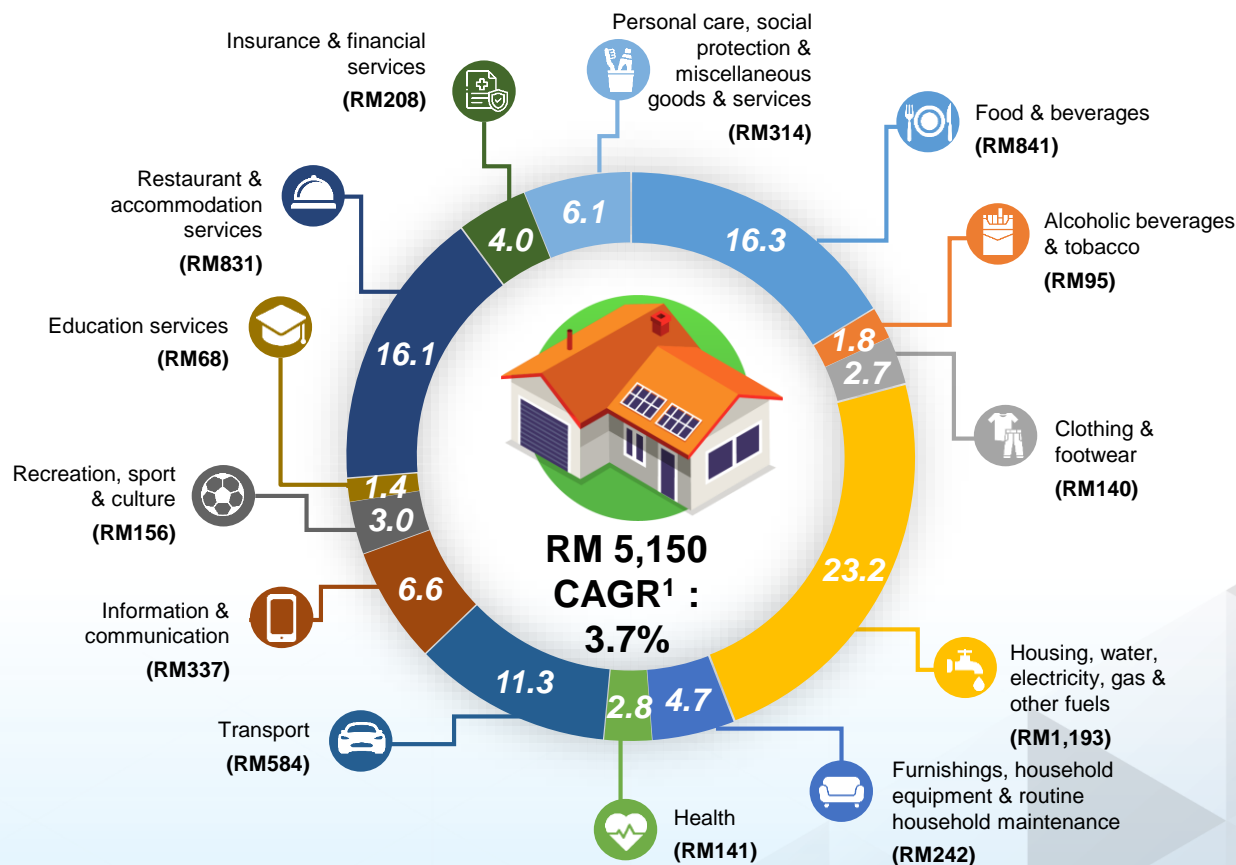 Personal care, social
protection &
miscellaneous
goods & services
(RM314)
Insurance & financial
services
(RM208)
Food & beverages
(RM841)
Restaurant &
accommodation
services
(RM831)
Alcoholic beverages
& tobacco
(RM95)
Education services
(RM68)
Clothing &
footwear
(RM140)
Recreation, sport
& culture
(RM156)
Information &
communication
(RM337)
Housing, water,
electricity, gas &
other fuels
(RM1,193)
Transport
(RM584)
Furnishings, household
equipment & routine
household maintenance
(RM242)
Health
(RM141)
6.1
16.3
4.0
1.8
2.7
16.1
1.4
3.0
23.2
6.6
11.3
2.8
4.7
RM 5,150
CAGR¹ :
3.7%